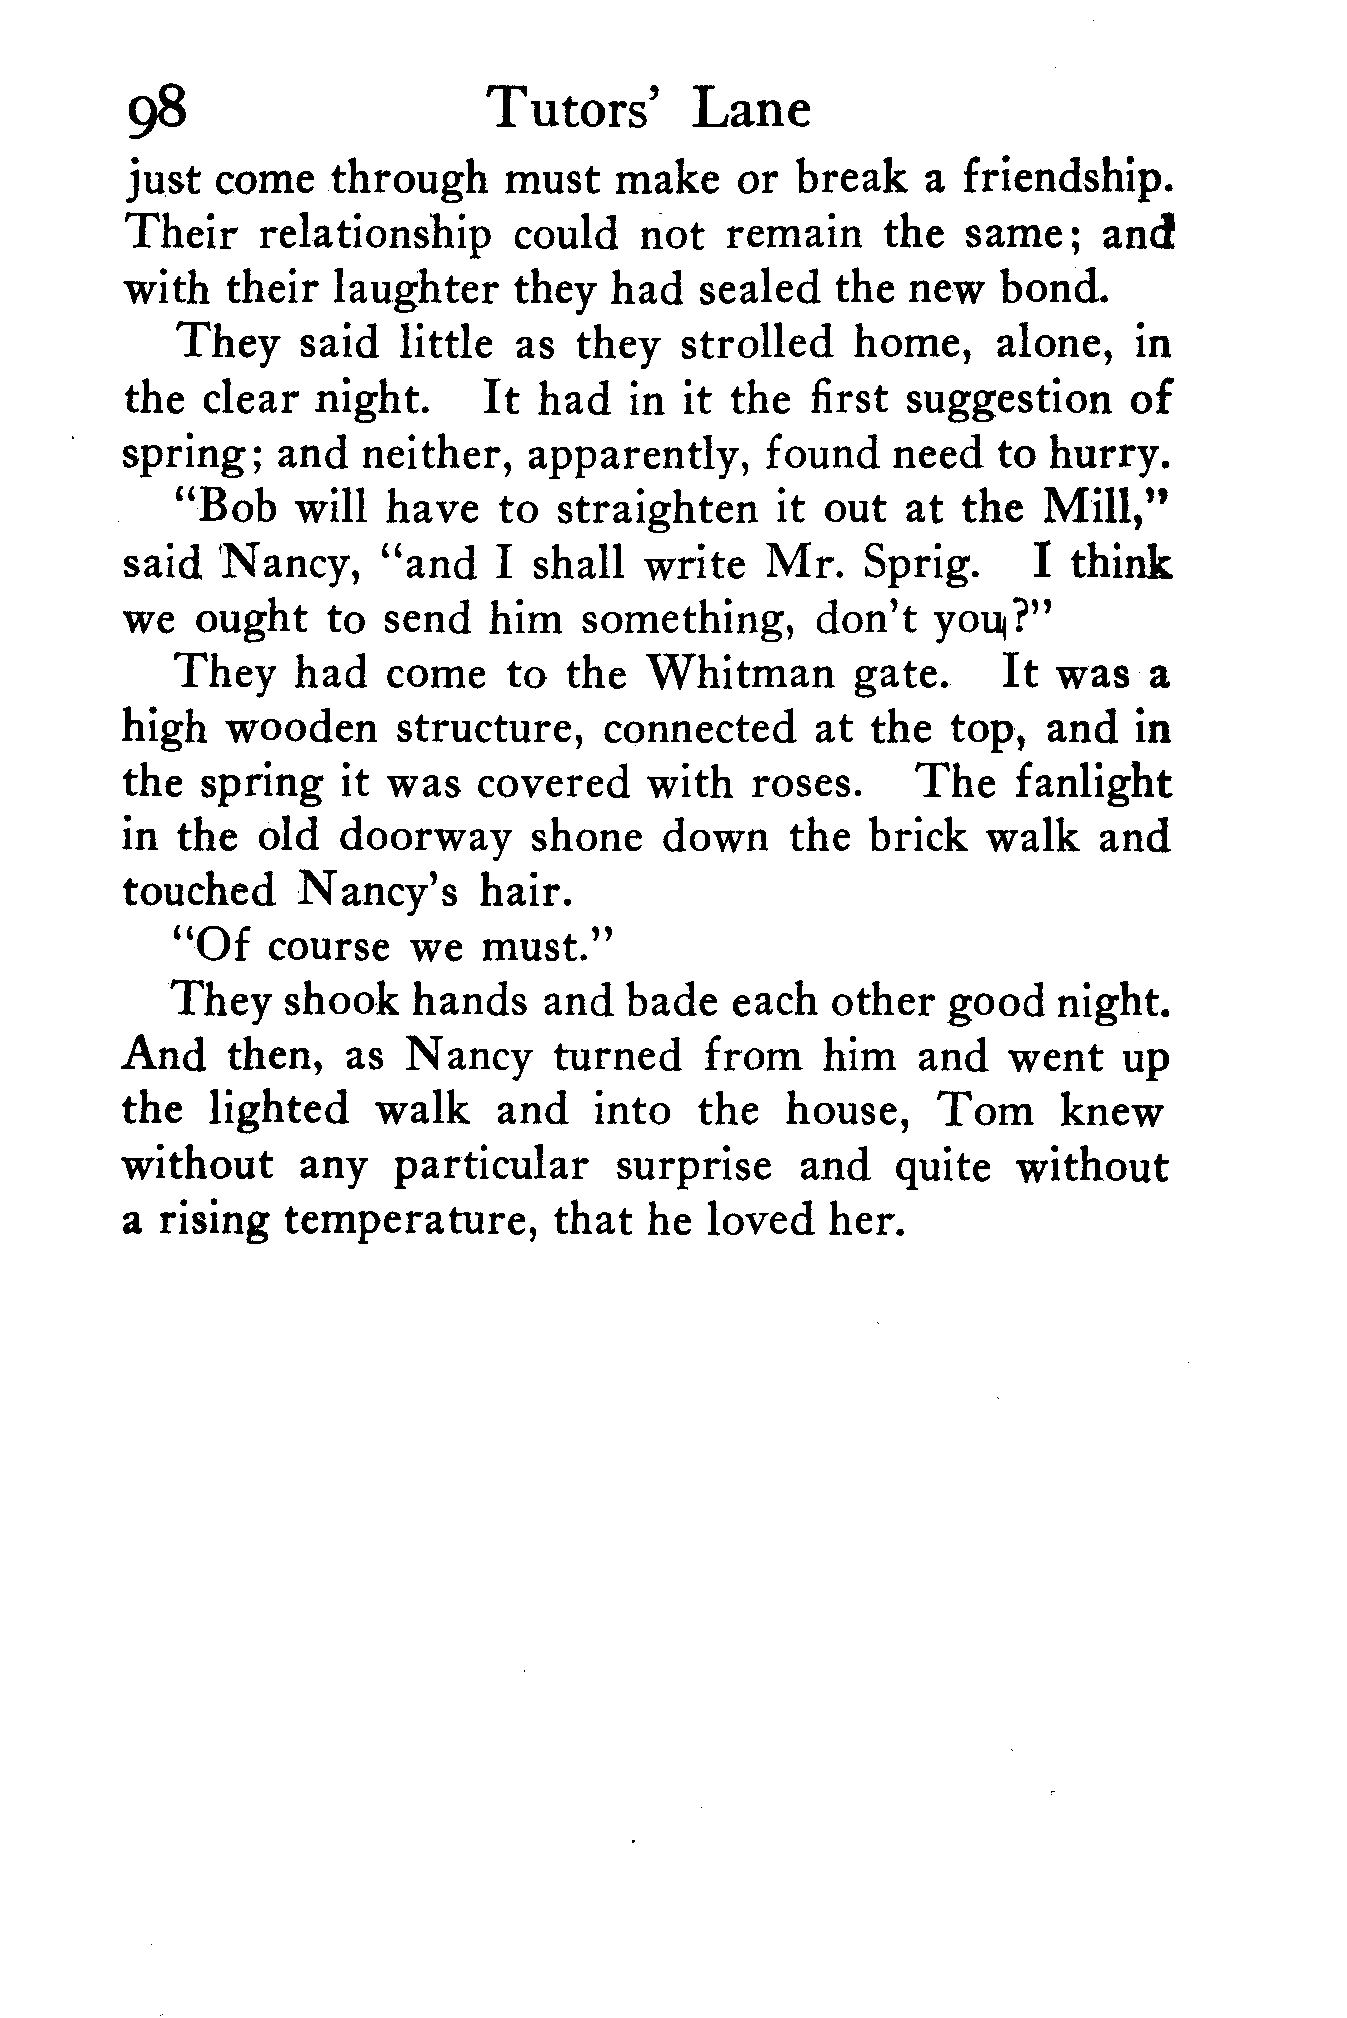 98 Tutors' Lane
just come through must make or break a friendship.
Their relationship could not remain the same; and
with their laughter they had sealed the new bond.
They said little as they strolled home, alone, in
the clear night. It had in it the first suggestion of
spring; and neither, apparently, found need to hurry.
"Bob will have to straighten it out at the Mill,"
said Nancy, "and I shall write Mr. Sprig. I think
we ought to send him something, don't you?"
They had come to the Whitman gate. It was a
high wooden structure, connected at the top, and in
the spring it was covered with roses. The fanlight
in the old doorway shone down the brick walk and
touched Nancy's hair.
"Of course we must."
They shook hands and bade each other good night.
And then, as Nancy turned from him and went up
the lighted walk and into the house, Tom knew
without any particular surprise and quite without
a rising temperature, that he loved her.